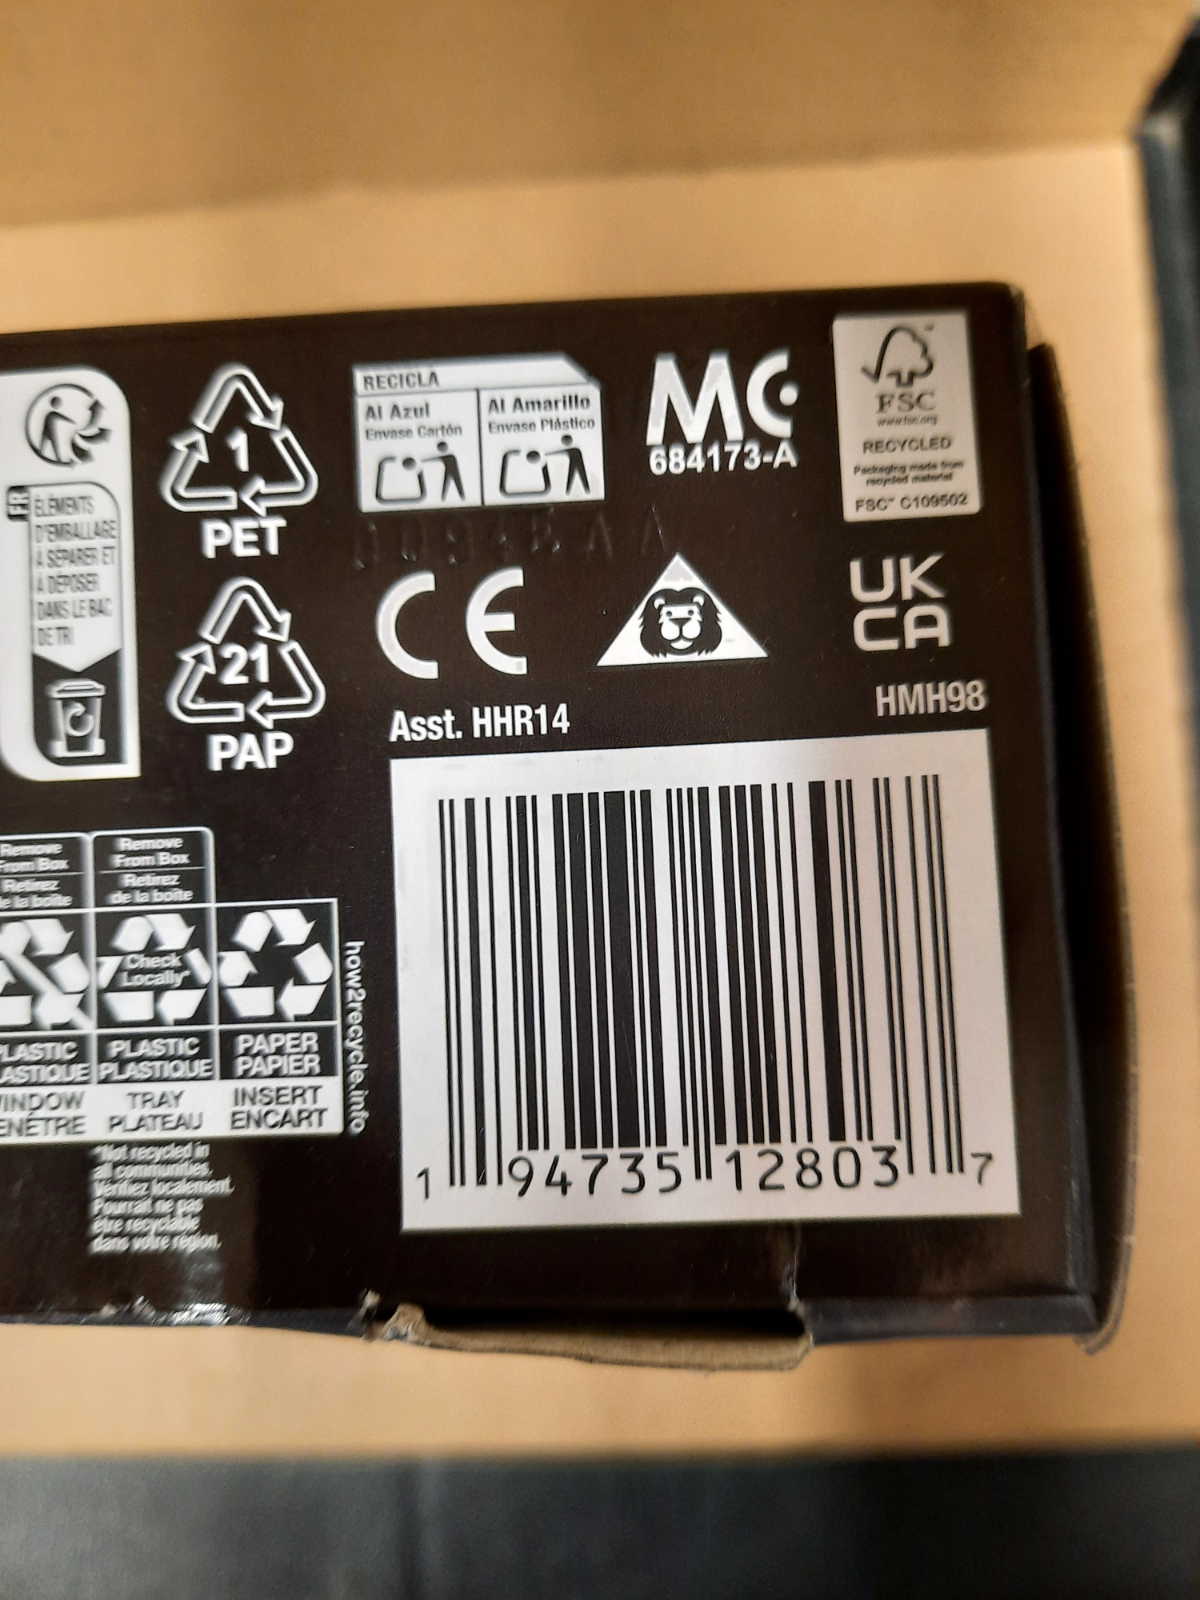 FR
ÉLÉMENTS
D'EMBALLAGE
À SÉPARER ET
À DÉPOSER
DANS LE BAC
DE TRI
1
PET
21
PAP
RECICLA
Al Azul
Envase Cartón
Al Amarillo
Envase Plástico
MC
684173-A
FSC™
www.fsc.org
RECYCLED
Packaging made from
recycled material
FSC™ C109502
CE
UK
CA
Asst. HHR14
HMH98
Remove
From Box
Retirez
de la boîte
PLASTIC
PLASTIQUE
WINDOW
FENÊTRE
Remove
From Box
Retirez
de la boîte
Check
Locally*
PLASTIC
PLASTIQUE
TRAY
PLATEAU
PAPER
PAPIER
INSERT
ENCART
how2recycle.info
*Not recycled in
all communities.
Vérifiez localement.
Pourrait ne pas
être recyclable
dans votre région.
1 94735 12803 7